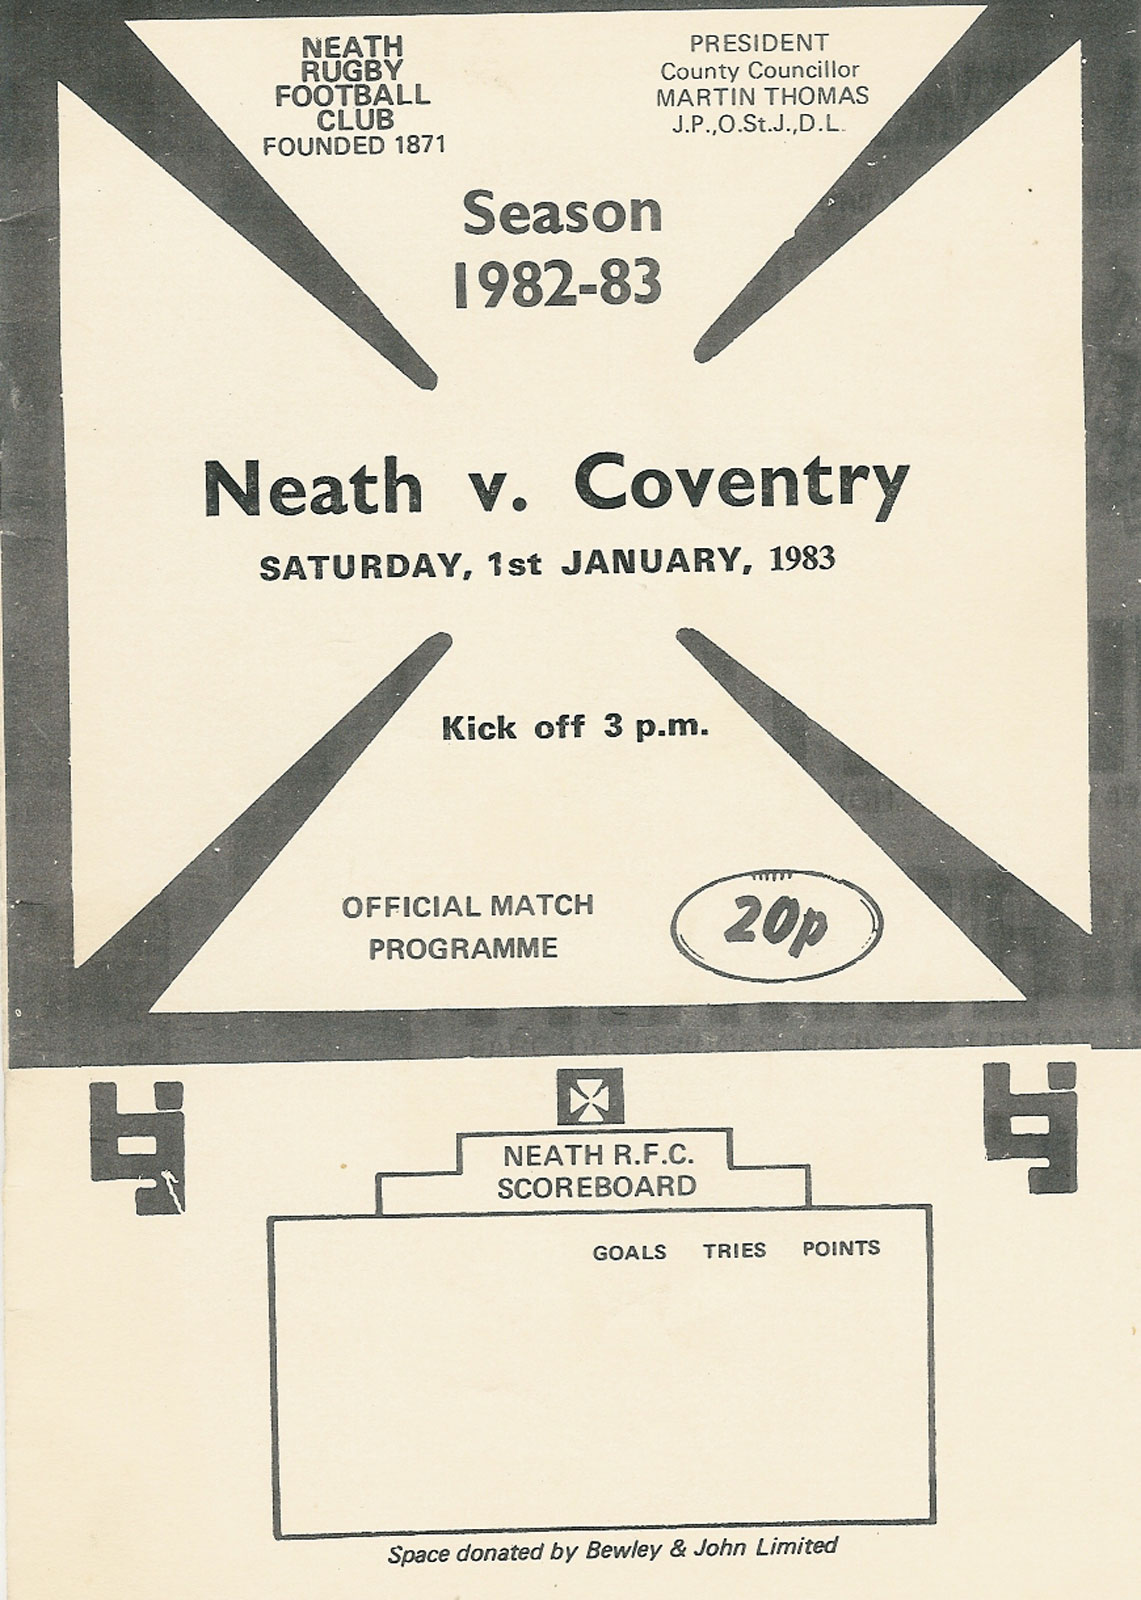 NEATH
RUGBY
FOOTBALL
CLUB
FOUNDED 1871
PRESIDENT
County Councillor
MARTIN THOMAS
J.P.,O.St.J.,D.L.
Season
1982-83
Neath v. Coventry
SATURDAY, 1st JANUARY, 1983
Kick off 3 p.m.
OFFICIAL MATCH
PROGRAMME
20p
NEATH R.F.C.
SCOREBOARD
GOALS TRIES POINTS
Space donated by Bewley & John Limited